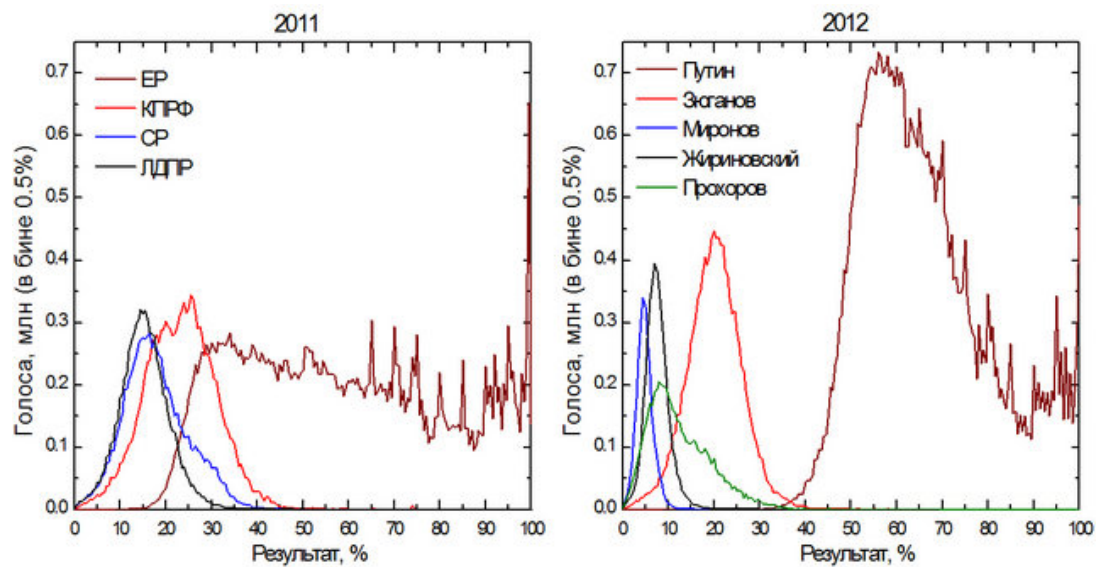 2011
Голоса, млн (в бине 0.5%)
0.7
0.6
0.5
0.4
0.3
0.2
0.1
0.0
ЕР
КПРФ
СР
ЛДПР
0 10 20 30 40 50 60 70 80 90 100
Результат, %
2012
Голоса, млн (в бине 0.5%)
0.7
0.6
0.5
0.4
0.3
0.2
0.1
0.0
Путин
Зюганов
Миронов
Жириновский
Прохоров
0 10 20 30 40 50 60 70 80 90 100
Результат, %